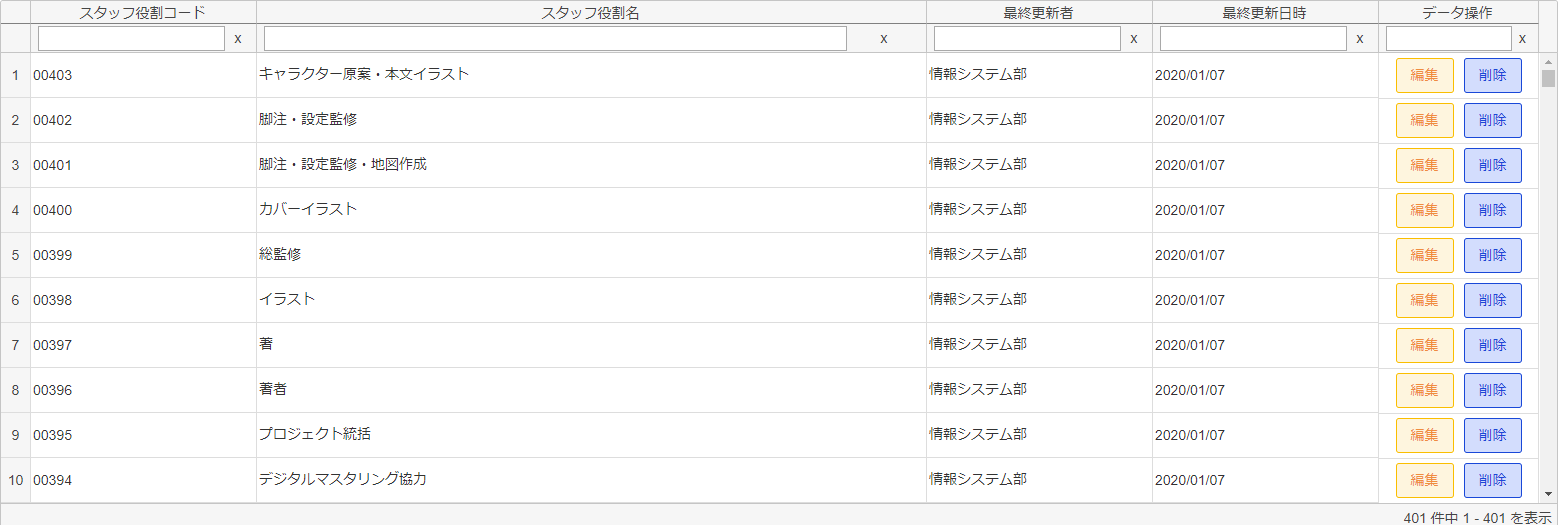 スタッフ役割コード スタッフ役割名 最終更新者 最終更新日時 データ操作
x x x x x
1 00403 キャラクター原案・本文イラスト 情報システム部 2020/01/07 編集 削除
2 00402 脚注・設定監修 情報システム部 2020/01/07 編集 削除
3 00401 脚注・設定監修・地図作成 情報システム部 2020/01/07 編集 削除
4 00400 カバーイラスト 情報システム部 2020/01/07 編集 削除
5 00399 総監修 情報システム部 2020/01/07 編集 削除
6 00398 イラスト 情報システム部 2020/01/07 編集 削除
7 00397 著 情報システム部 2020/01/07 編集 削除
8 00396 著者 情報システム部 2020/01/07 編集 削除
9 00395 プロジェクト統括 情報システム部 2020/01/07 編集 削除
10 00394 デジタルマスタリング協力 情報システム部 2020/01/07 編集 削除
401 件中 1 - 401 を表示